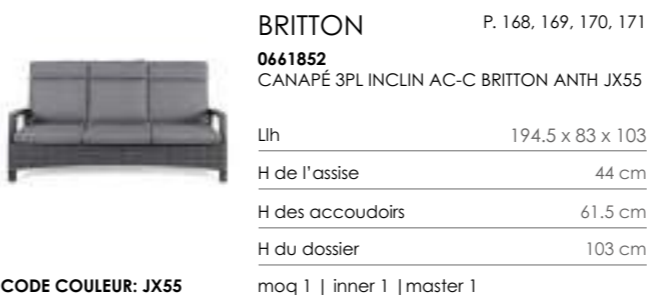 BRITTON P. 168, 169, 170, 171
0661852
CANAPÉ 3PL INCLIN AC-C BRITTON ANTH JX55
Llh 194.5 x 83 x 103
H de l'assise 44 cm
H des accoudoirs 61.5 cm
H du dossier 103 cm
CODE COULEUR: JX55 moq 1 | inner 1 |master 1